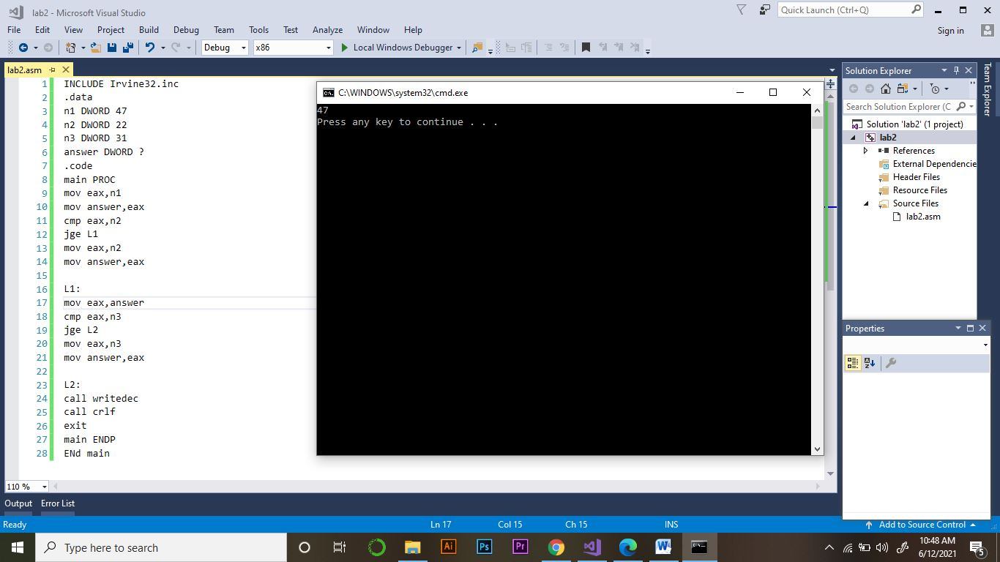 lab2 - Microsoft Visual Studio
Quick Launch (Ctrl+Q)
File Edit View Project Build Debug Team Tools Test Analyze Window Help
Sign in
Debug x86 Local Windows Debugger
lab2.asm
1 INCLUDE Irvine32.inc
2 .data
3 n1 DWORD 47
4 n2 DWORD 22
5 n3 DWORD 31
6 answer DWORD ?
7 .code
8 main PROC
9 mov eax,n1
10 mov answer,eax
11 cmp eax,n2
12 jge L1
13 mov eax,n2
14 mov answer,eax
15
16 L1:
17 mov eax,answer
18 cmp eax,n3
19 jge L2
20 mov eax,n3
21 mov answer,eax
22
23 L2:
24 call writedec
25 call crlf
26 exit
27 main ENDP
28 ENd main
C:\WINDOWS\system32\cmd.exe
47
Press any key to continue . . .
Solution Explorer
Search Solution Explorer (C
Solution 'lab2' (1 project)
lab2
References
External Dependencie
Header Files
Resource Files
Source Files
lab2.asm
Team Explorer
Properties
110 %
Output Error List
Ready Ln 17 Col 15 Ch 15 INS Add to Source Control
Type here to search
Ai Ps Pr
10:48 AM
6/12/2021
5